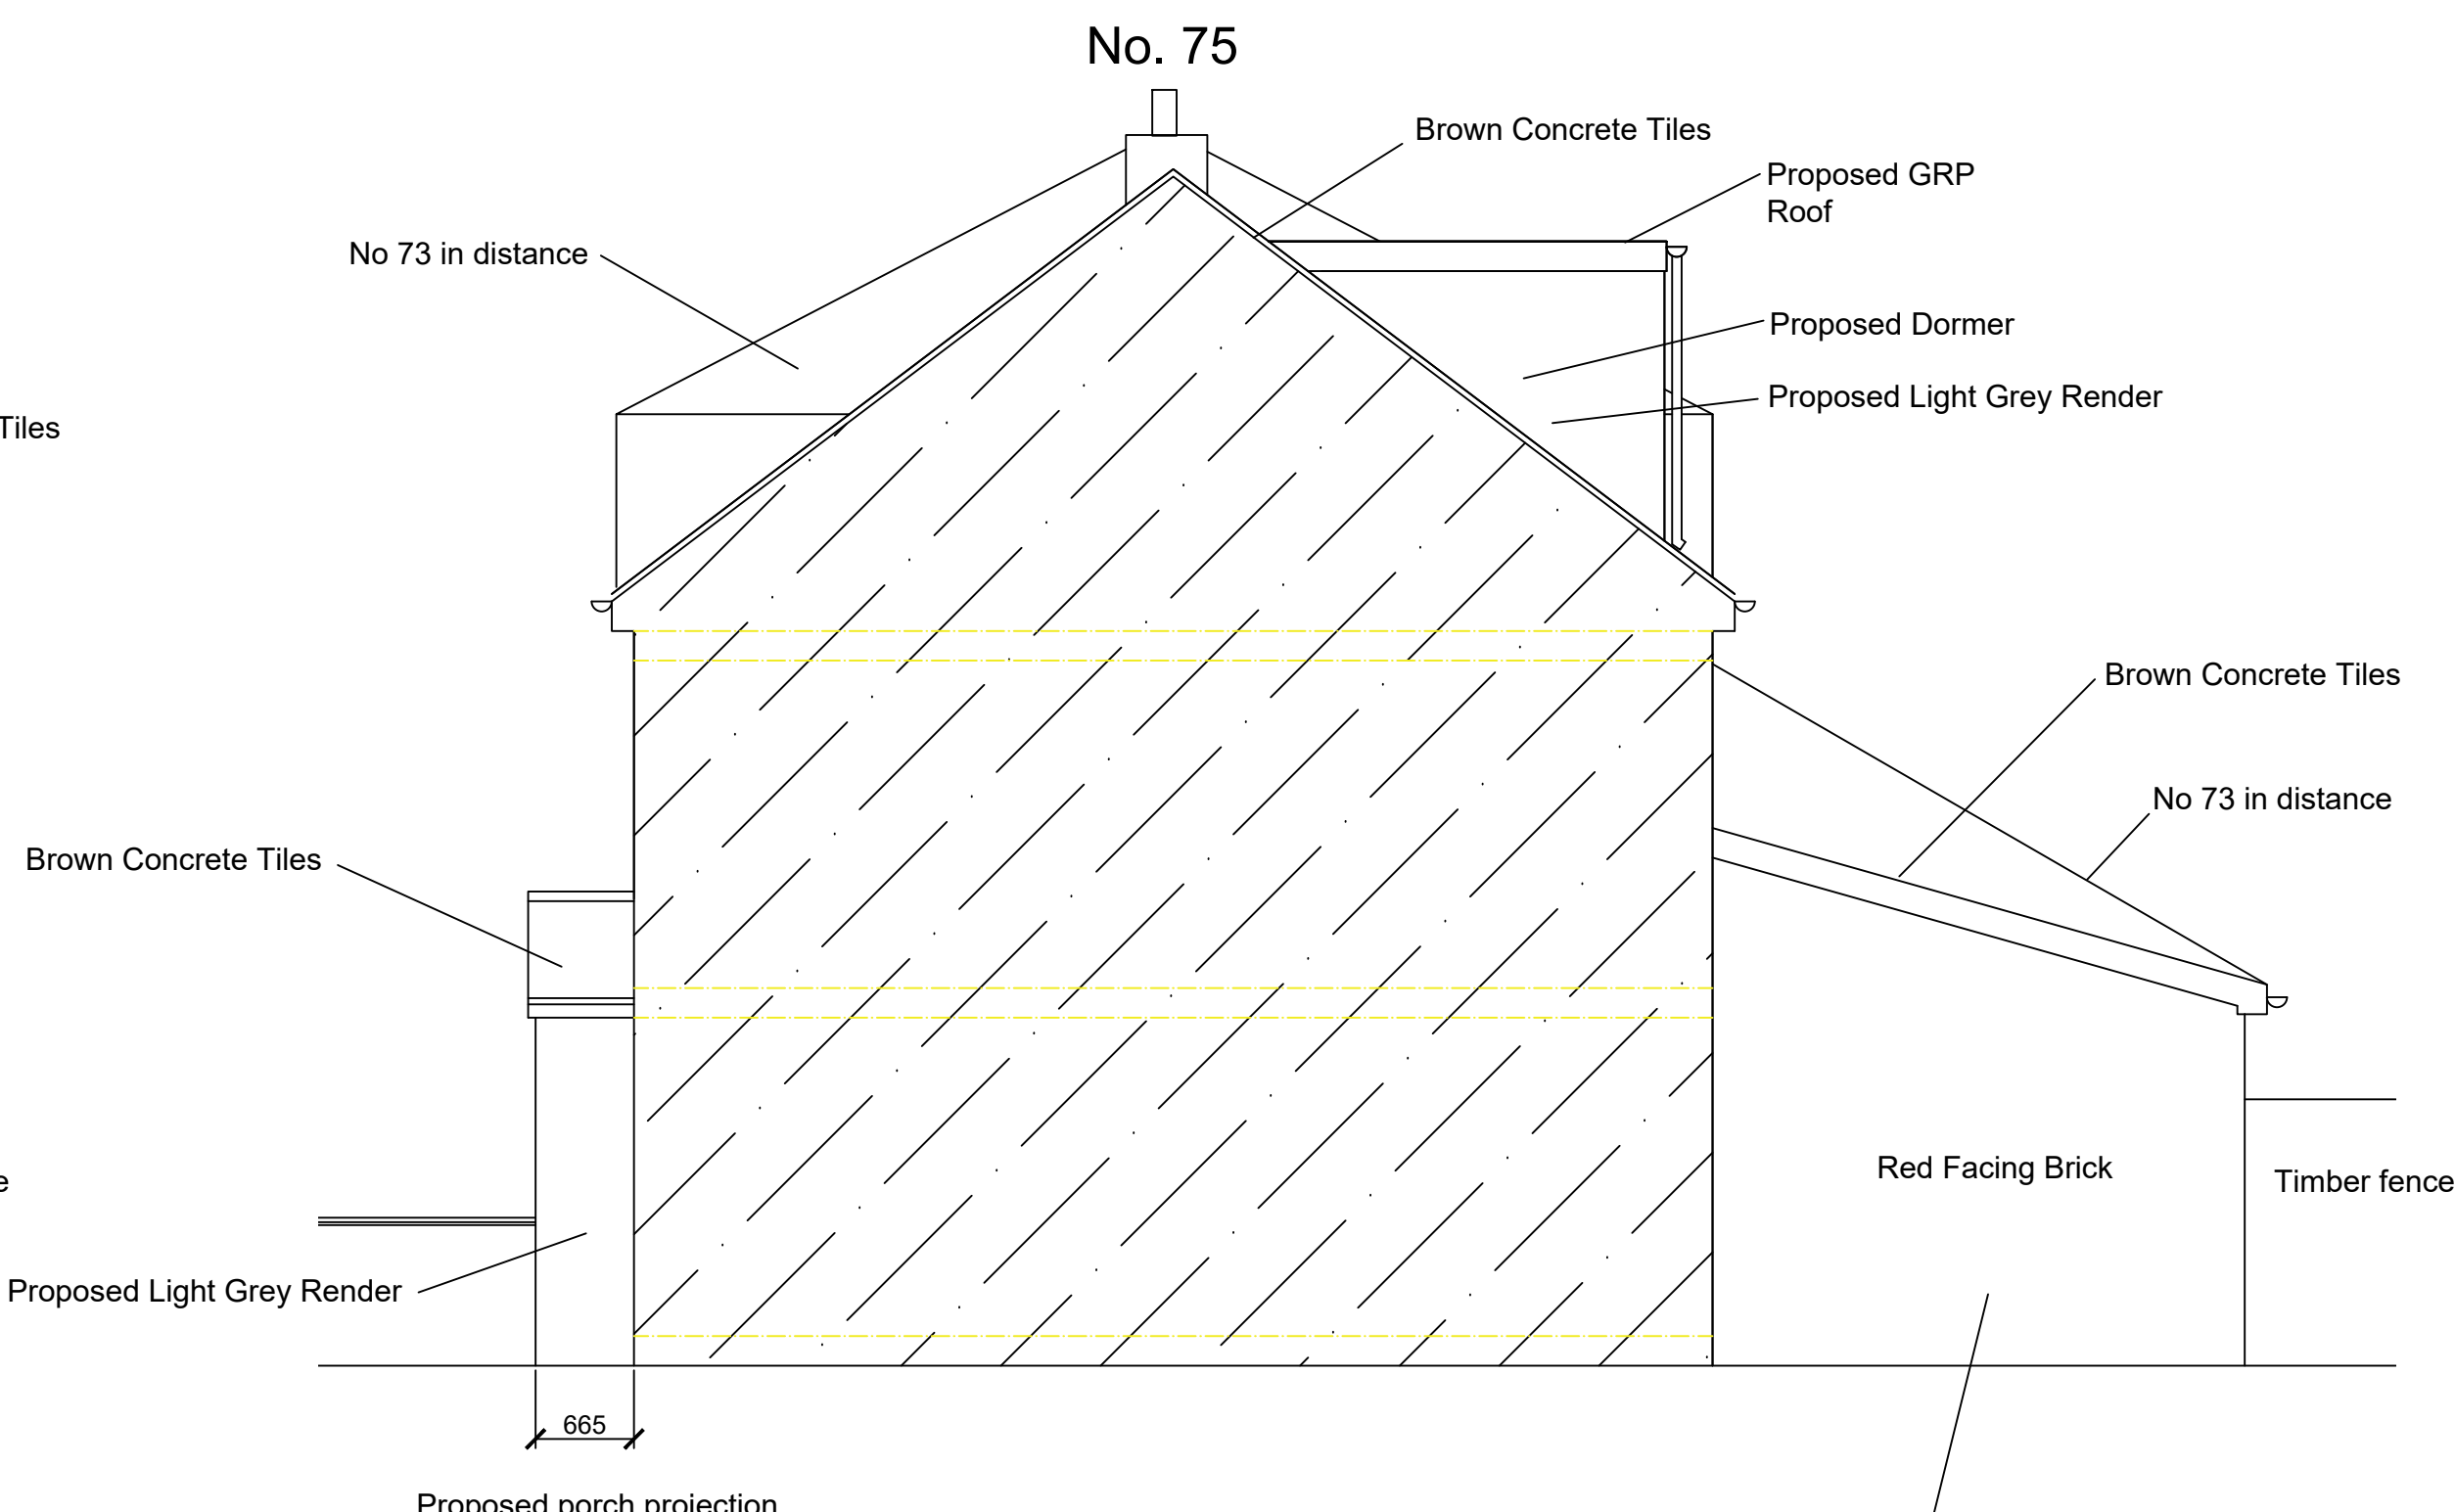 No. 75
Brown Concrete Tiles
Proposed GRP
Roof
No 73 in distance
Proposed Dormer
Proposed Light Grey Render
Tiles
Brown Concrete Tiles
No 73 in distance
Brown Concrete Tiles
Red Facing Brick
Timber fence
e
Proposed Light Grey Render
665
Proposed porch projection